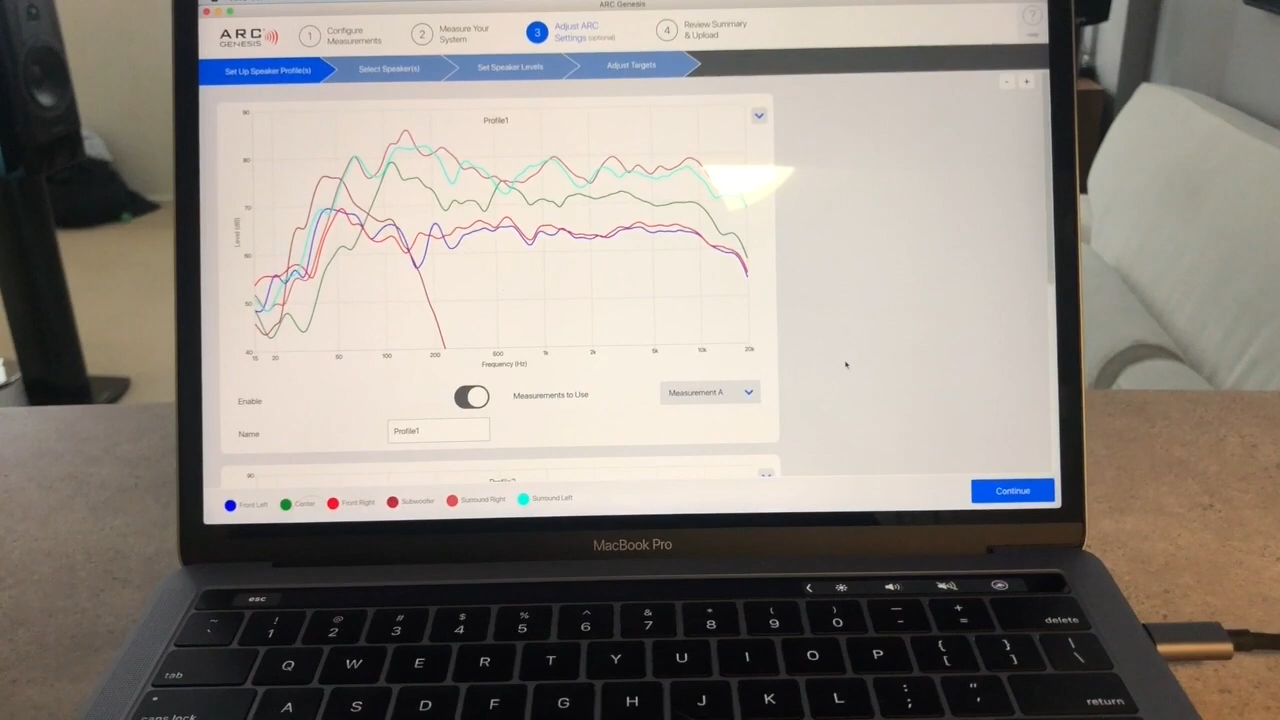 ARC Genesis
ARC
GENESIS
1
Configure
Measurements
2
Measure Your
System
3
Adjust ARC
Settings (optional)
4
Review Summary
& Upload
?
Set Up Speaker Profile(s)
Select Speaker(s)
Set Speaker Levels
Adjust Targets
- +
Profile1
90
80
70
60
50
40
Level (dB)
15 20 50 100 200 500 1k 2k 5k 10k 20k
Frequency (Hz)
Enable
Measurements to Use
Measurement A
Name
Profile1
90
Front Left
Center
Front Right
Subwoofer
Surround Right
Surround Left
Continue
MacBook Pro
esc
~ ! @ # $ % ^ & * ( ) — +
` 1 2 3 4 5 6 7 8 9 0 - =
delete
tab
Q W E R T Y U I O P { [ } ] | \
caps lock
A S D F G H J K L : ; " '
return